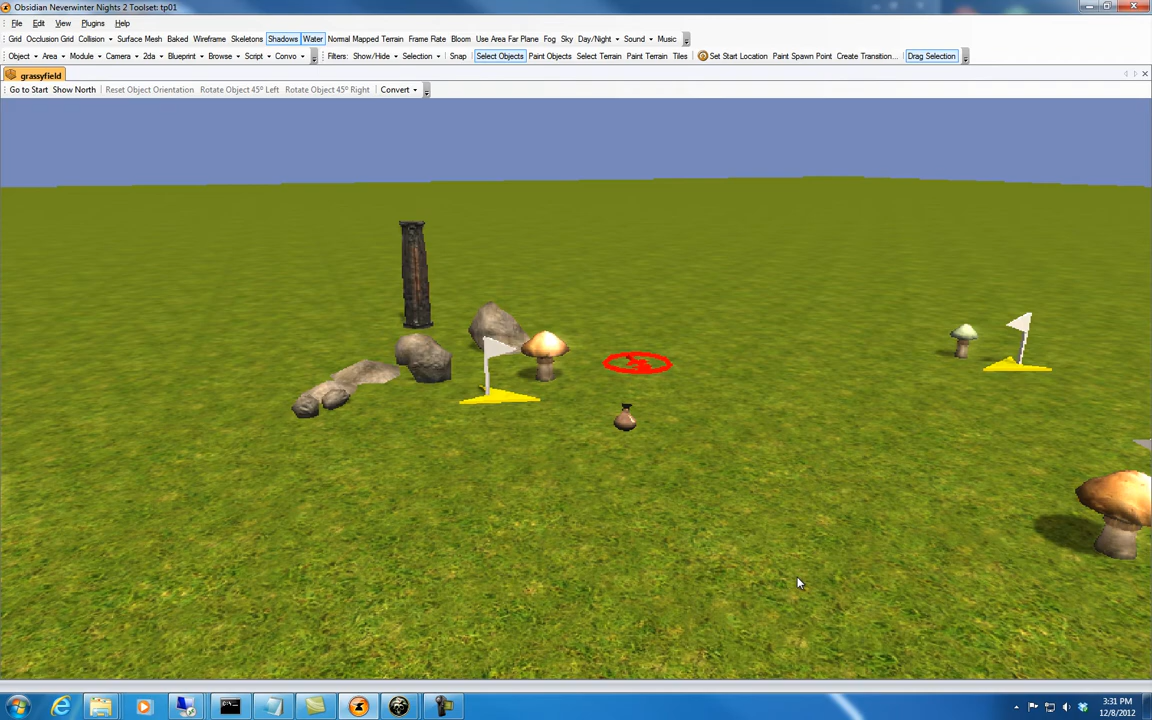 Obsidian Neverwinter Nights 2 Toolset: tp01
File Edit View Plugins Help
Grid Occlusion Grid Collision Surface Mesh Baked Wireframe Skeletons Shadows Water Normal Mapped Terrain Frame Rate Bloom Use Area Far Plane Fog Sky Day/Night Sound Music
Object Area Module Camera 2da Blueprint Browse Script Convo Filters: Show/Hide Selection Snap Select Objects Paint Objects Select Terrain Paint Terrain Tiles Set Start Location Paint Spawn Point Create Transition... Drag Selection
grassyfield
Go to Start Show North Reset Object Orientation Rotate Object 45º Left Rotate Object 45º Right Convert
3:31 PM
12/8/2012